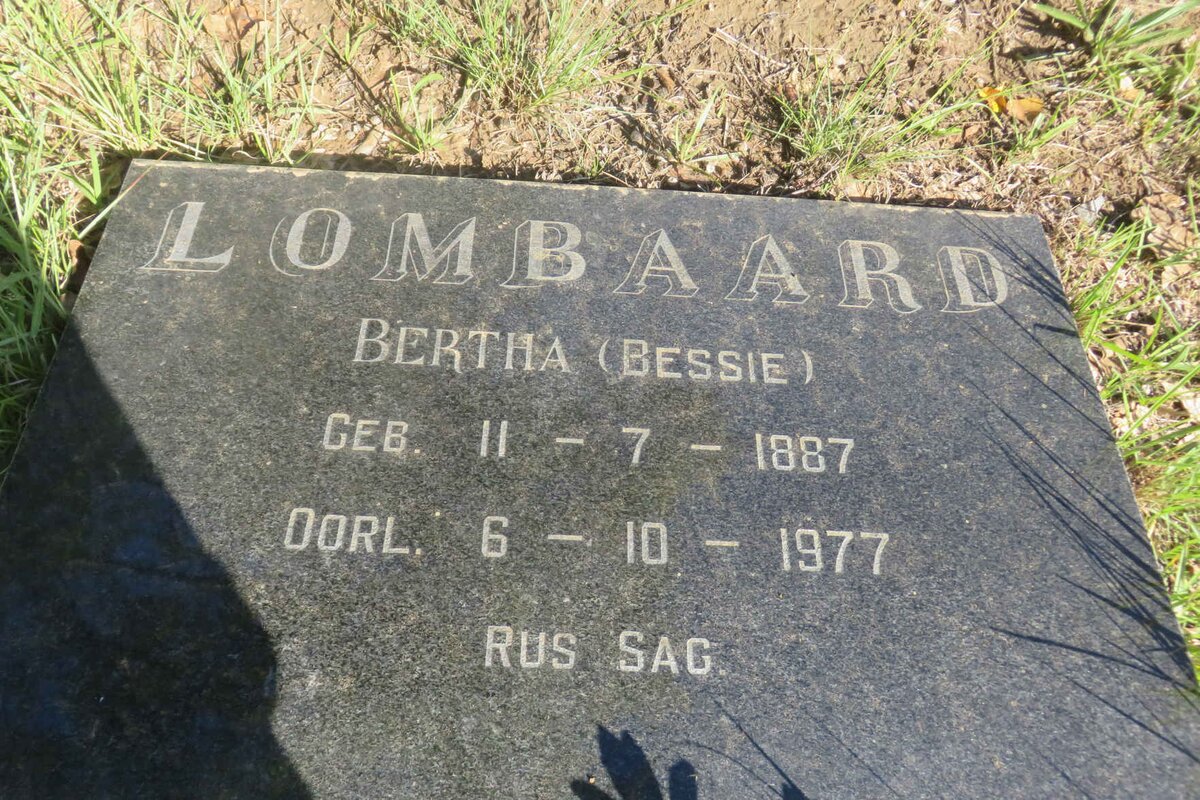 LOMBAARD
BERTHA (BESSIE)
GEB. 11 - 7 - 1887
OORL. 6 - 10 - 1977
RUS SAG.